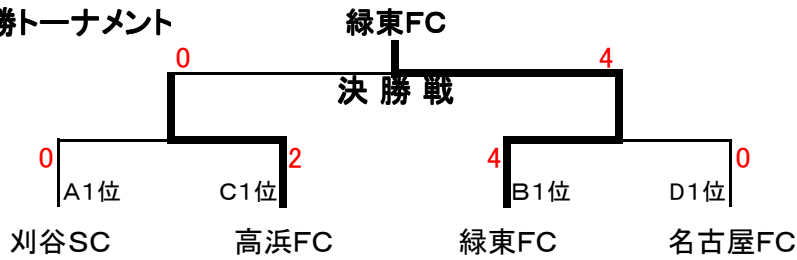 勝トーナメント
緑東FC
0
4
決勝戦
0
2
4
0
A1位
C1位
B1位
D1位
刈谷SC
高浜FC
緑東FC
名古屋FC